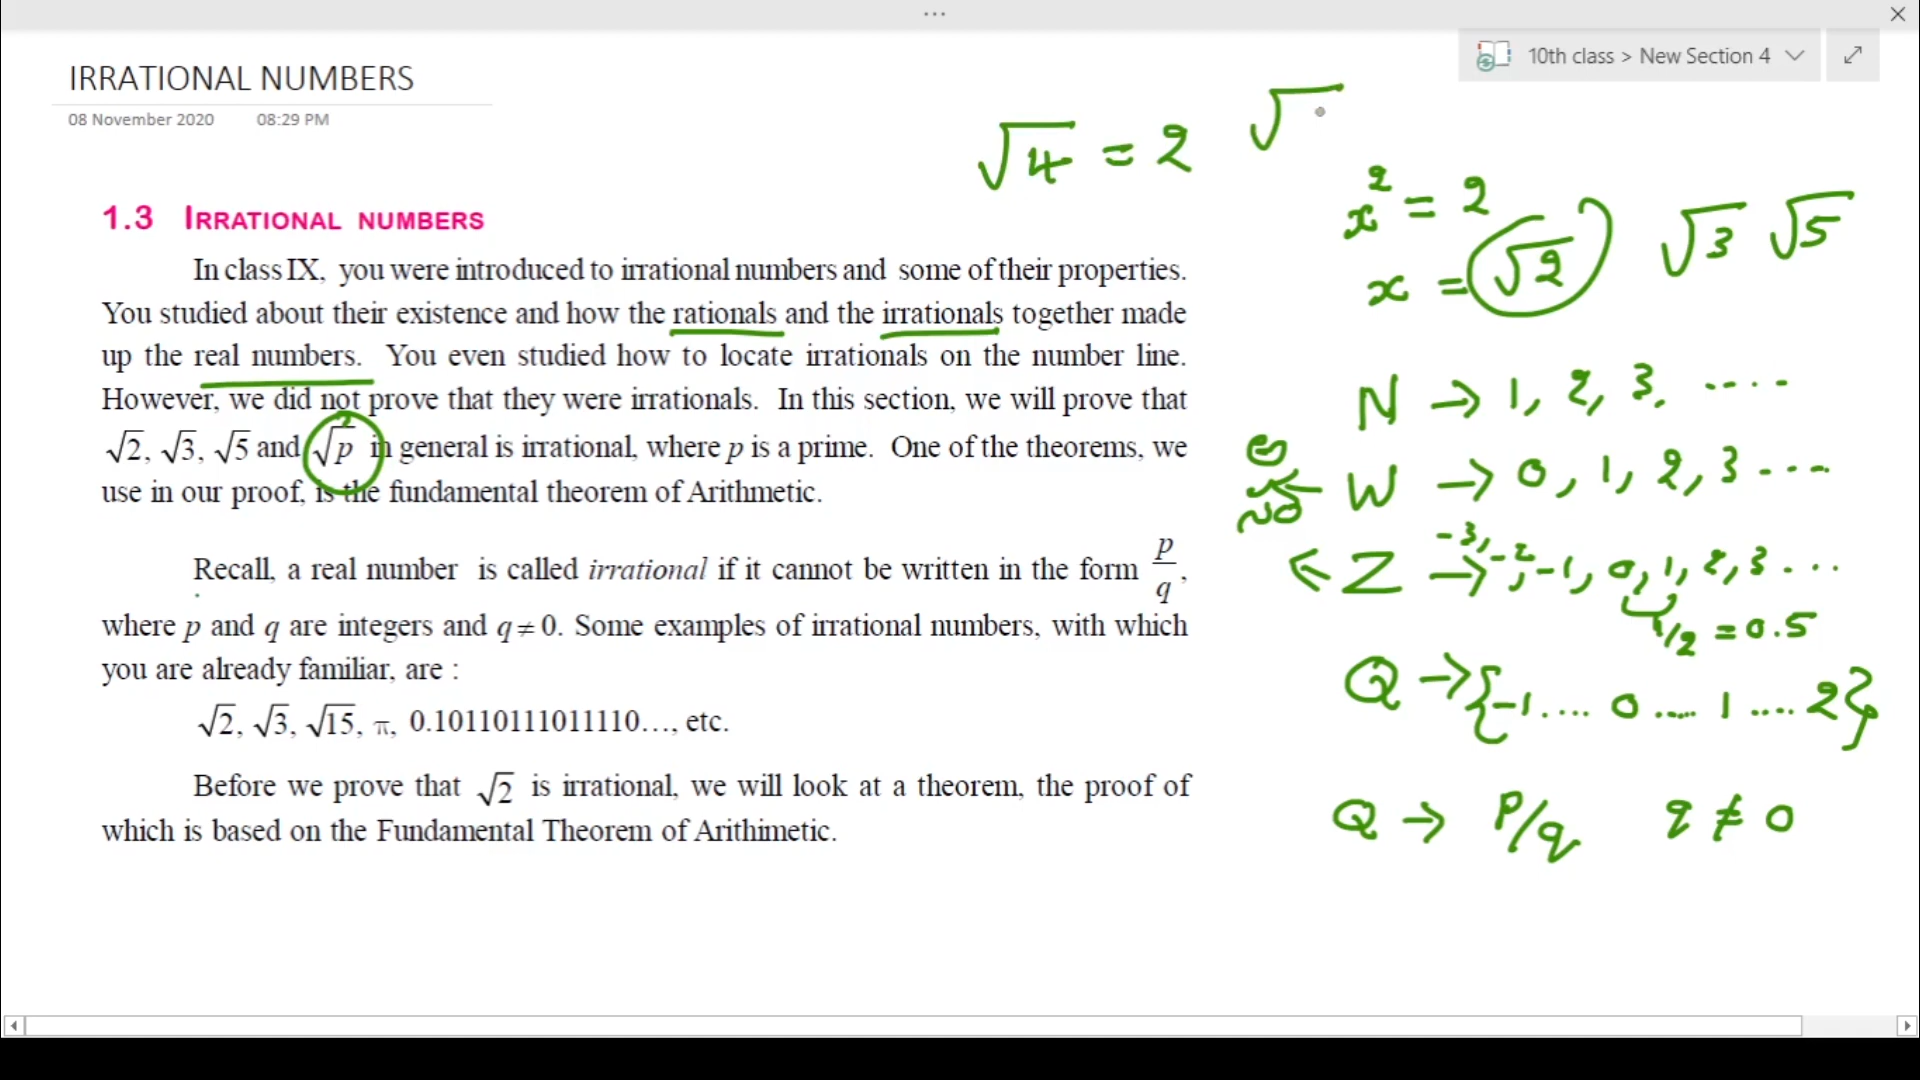 ...
10th class > New Section 4
IRRATIONAL NUMBERS
08 November 2020 08:29 PM
√4 = 2 √
x² = 2
x = √2 √3 √5
1.3 IRRATIONAL NUMBERS
In class IX, you were introduced to irrational numbers and some of their properties.
You studied about their existence and how the rationals and the irrationals together made
up the real numbers. You even studied how to locate irrationals on the number line.
However, we did not prove that they were irrationals. In this section, we will prove that
√2, √3, √5 and √p in general is irrational, where p is a prime. One of the theorems, we
use in our proof, is the fundamental theorem of Arithmetic.
Recall, a real number is called irrational if it cannot be written in the form p/q,
where p and q are integers and q ≠ 0. Some examples of irrational numbers, with which
you are already familiar, are :
√2, √3, √15, π, 0.10110111011110..., etc.
Before we prove that √2 is irrational, we will look at a theorem, the proof of
which is based on the Fundamental Theorem of Arithimetic.
N → 1, 2, 3, .....
W → 0, 1, 2, 3 ....
NO
Z → -3, -2, -1, 0, 1, 2, 3 ...
1/2 = 0.5
Q → {-1.... 0 .... 1 .... 2}
Q → P/q q ≠ 0